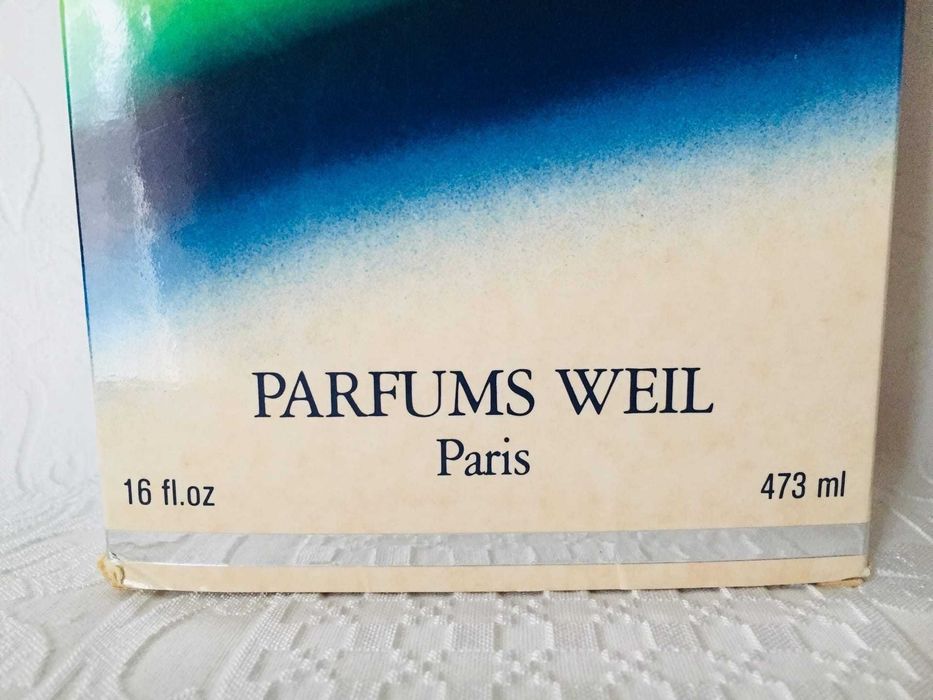 PARFUMS WEIL
Paris
16 fl.oz
473 ml